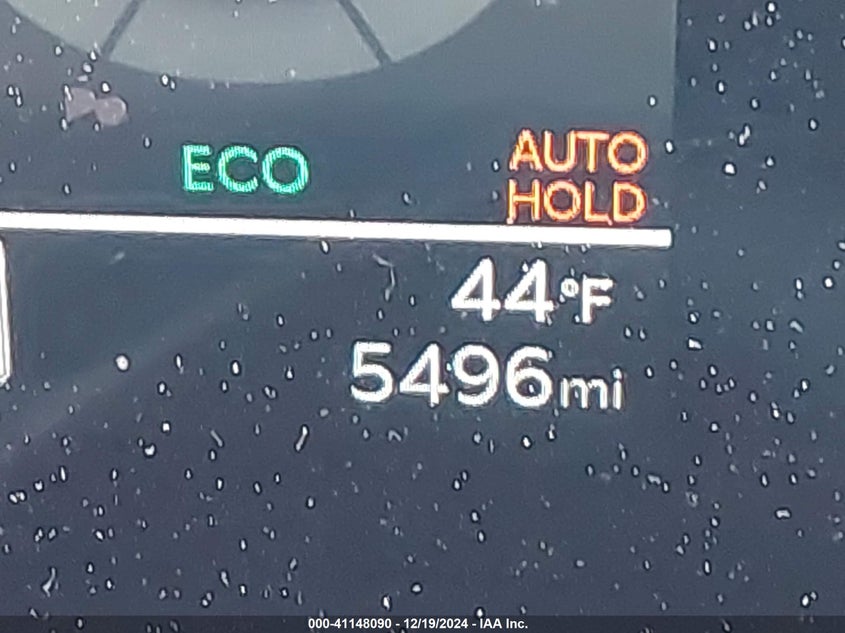 ECO
AUTO
HOLD
44°F
5496mi
000-41148090 - 12/19/2024 - IAA Inc.